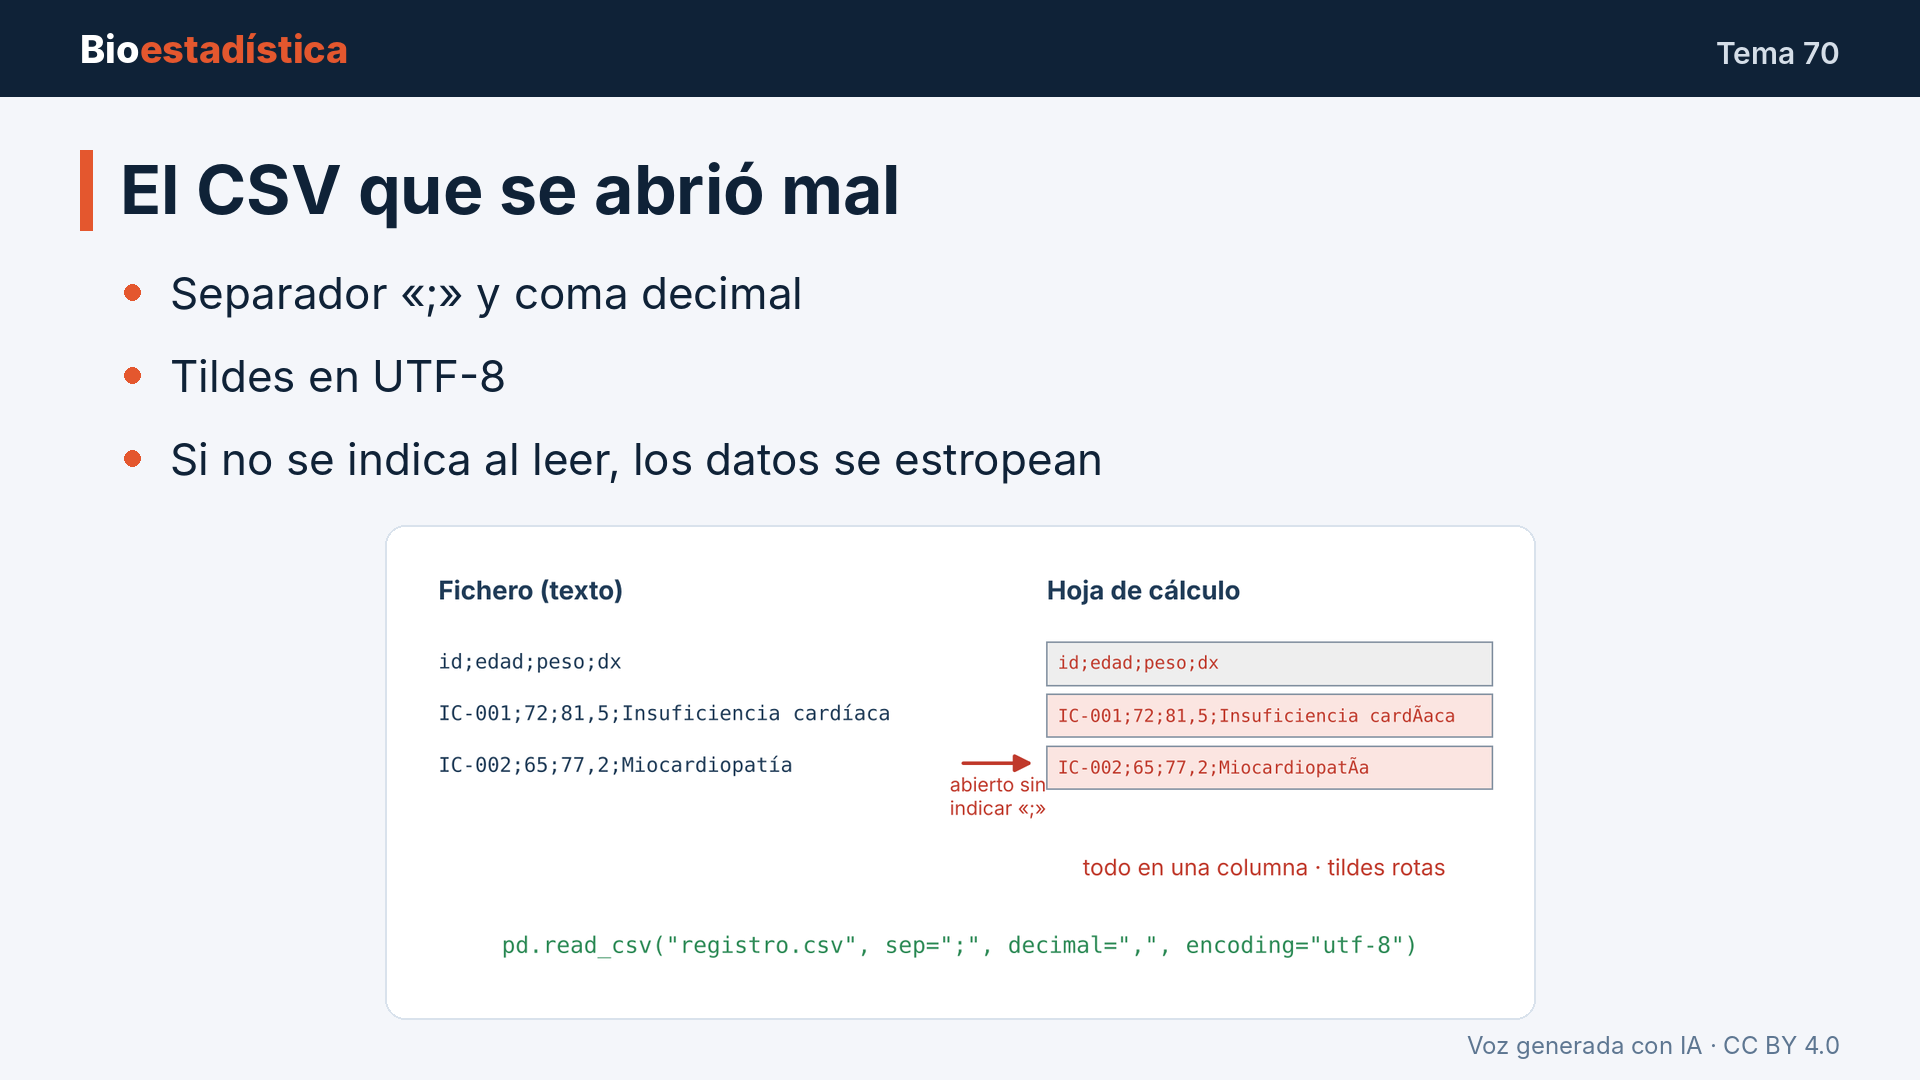 Bioestadística
Tema 70
El CSV que se abrió mal
• Separador «;» y coma decimal
• Tildes en UTF-8
• Si no se indica al leer, los datos se estropean
Fichero (texto)
id;edad;peso;dx
IC-001;72;81,5;Insuficiencia cardíaca
IC-002;65;77,2;Miocardiopatía
abierto sin
indicar «;»
Hoja de cálculo
id;edad;peso;dx
IC-001;72;81,5;Insuficiencia cardÃaca
IC-002;65;77,2;MiocardiopatÃa
todo en una columna · tildes rotas
pd.read_csv("registro.csv", sep=";", decimal=",", encoding="utf-8")
Voz generada con IA · CC BY 4.0